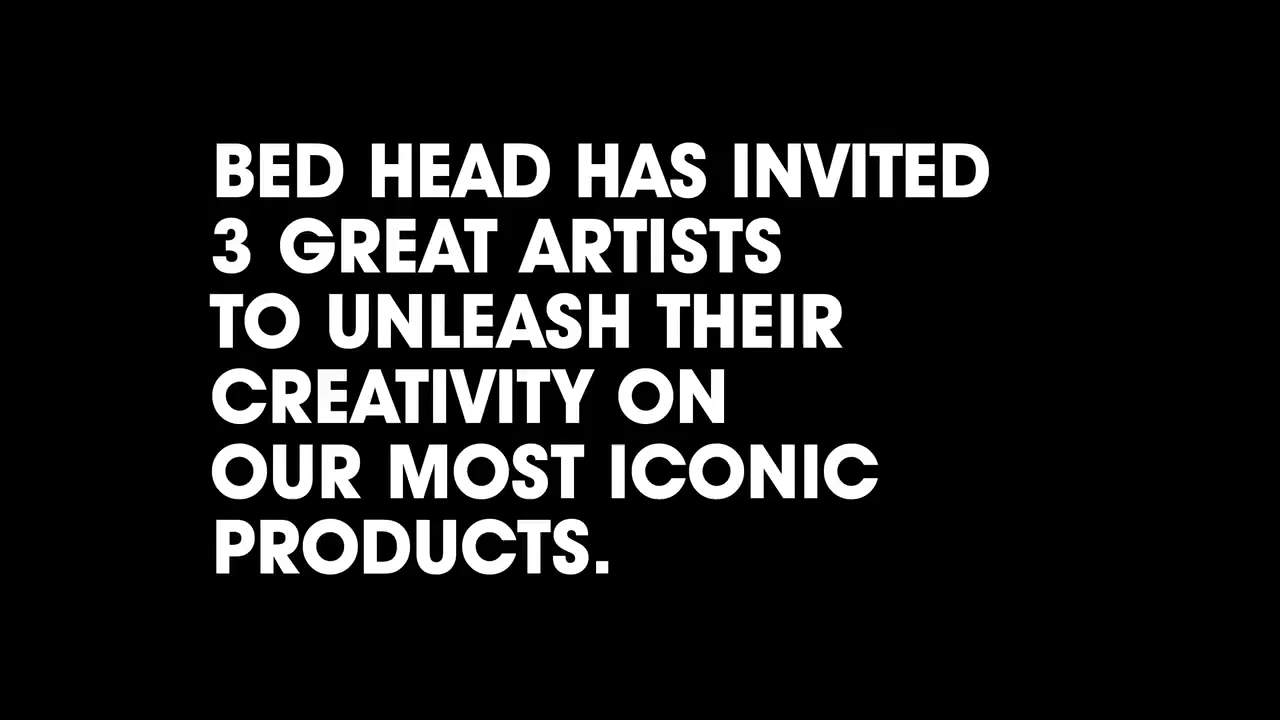 BED HEAD HAS INVITED
3 GREAT ARTISTS
TO UNLEASH THEIR
CREATIVITY ON
OUR MOST ICONIC
PRODUCTS.